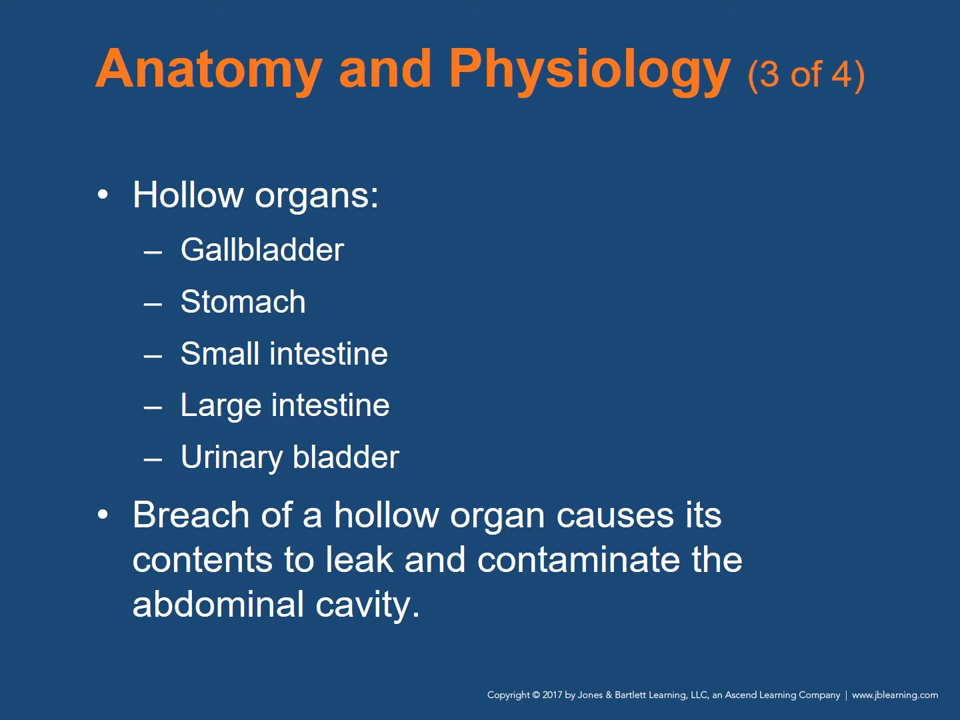 Anatomy and Physiology (3 of 4)
• Hollow organs:
– Gallbladder
– Stomach
– Small intestine
– Large intestine
– Urinary bladder
• Breach of a hollow organ causes its
contents to leak and contaminate the
abdominal cavity.
Copyright © 2017 by Jones & Bartlett Learning, LLC, an Ascend Learning Company | www.jblearning.com